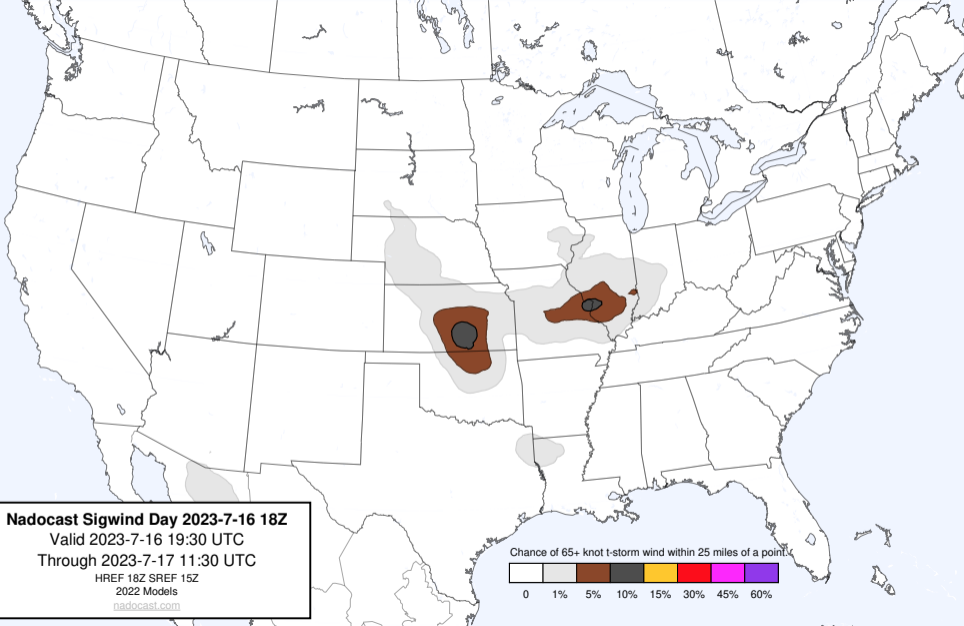 Nadocast Sigwind Day 2023-7-16 18Z
Valid 2023-7-16 19:30 UTC
Through 2023-7-17 11:30 UTC
HREF 18Z SREF 15Z
2022 Models
nadocast.com
Chance of 65+ knot t-storm wind within 25 miles of a point.
0 1% 5% 10% 15% 30% 45% 60%